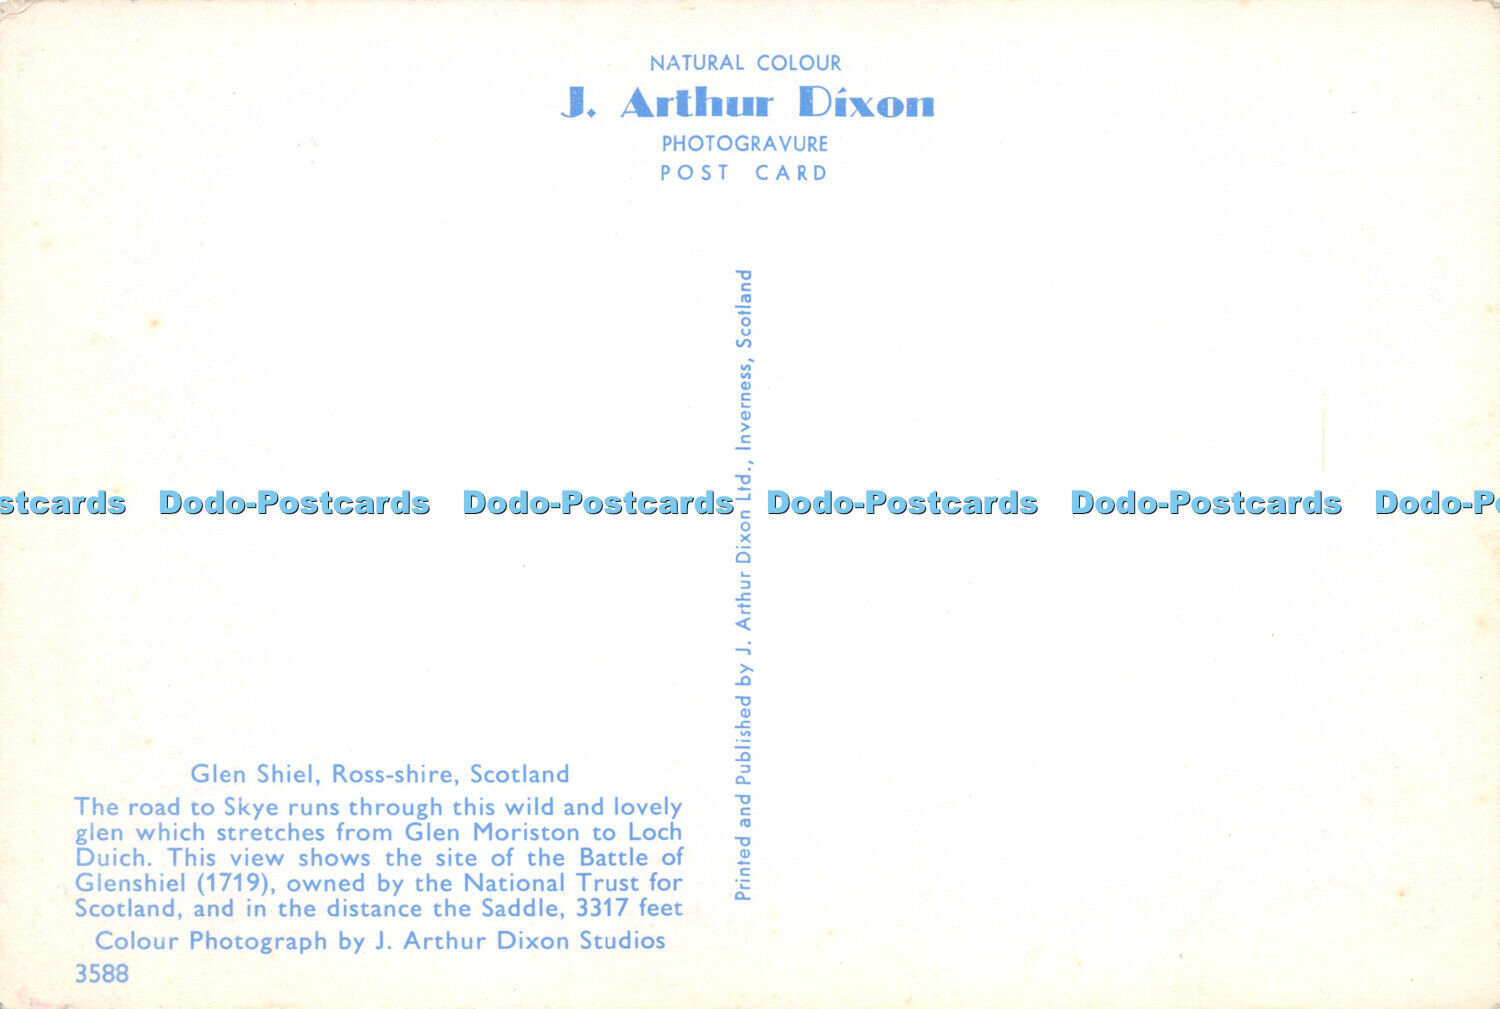 NATURAL COLOUR
J. Arthur Dixon
PHOTOGRAVURE
POST CARD
Printed and Published by J. Arthur Dixon Ltd., Inverness, Scotland
stcards Dodo-Postcards Dodo-Postcards Dodo-Postcards Dodo-Postcards Dodo-P
Glen Shiel, Ross-shire, Scotland
The road to Skye runs through this wild and lovely
glen which stretches from Glen Moriston to Loch
Duich. This view shows the site of the Battle of
Glenshiel (1719), owned by the National Trust for
Scotland, and in the distance the Saddle, 3317 feet
Colour Photograph by J. Arthur Dixon Studios
3588